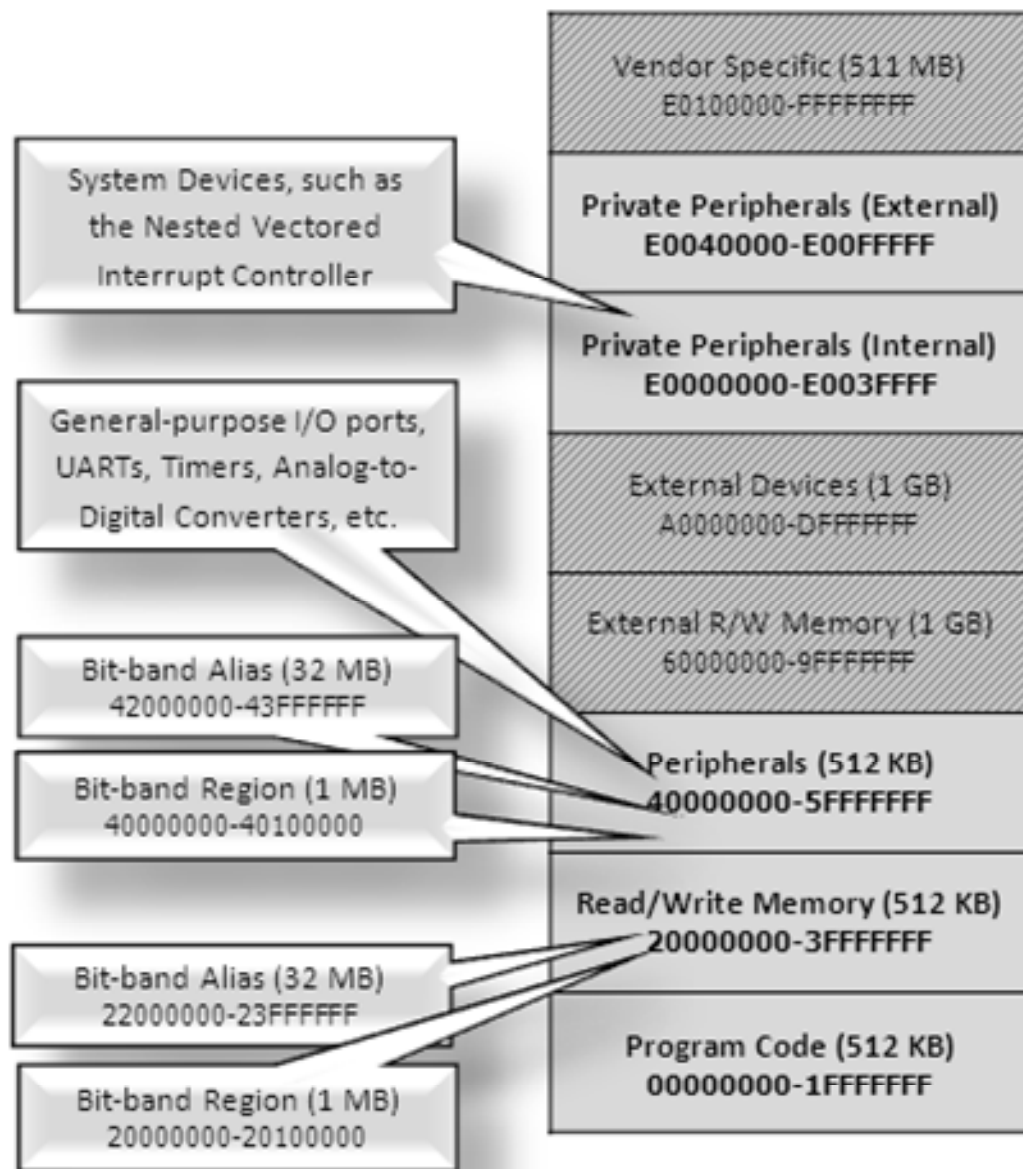 Vendor Specific (511 MB)
E0100000-FFFFFFFF
System Devices, such as
the Nested Vectored
Interrupt Controller
Private Peripherals (External)
E0040000-E00FFFFF
Private Peripherals (Internal)
E0000000-E003FFFF
General-purpose I/O ports,
UARTs, Timers, Analog-to-
Digital Converters, etc.
External Devices (1 GB)
A0000000-DFFFFFFF
External R/W Memory (1 GB)
60000000-9FFFFFFF
Bit-band Alias (32 MB)
42000000-43FFFFFF
Bit-band Region (1 MB)
40000000-40100000
Peripherals (512 KB)
40000000-5FFFFFFF
Read/Write Memory (512 KB)
20000000-3FFFFFFF
Bit-band Alias (32 MB)
22000000-23FFFFFF
Bit-band Region (1 MB)
20000000-20100000
Program Code (512 KB)
00000000-1FFFFFFF